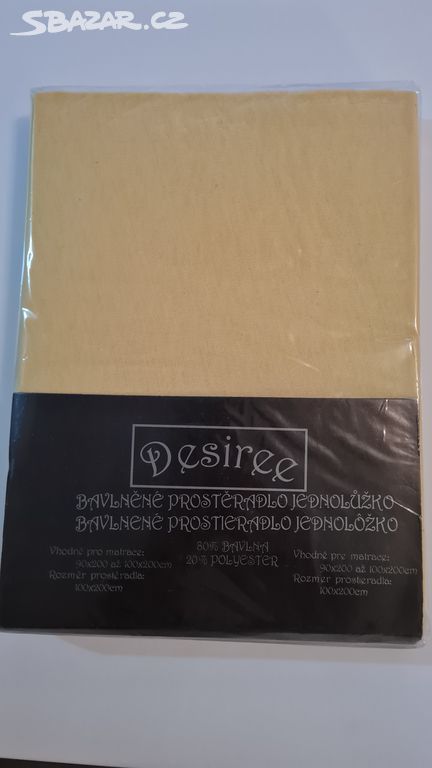 SBAZAR.CZ
Desiree
BAVLNĚNÉ PROSTĚRADLO JEDNOLŮŽKO
BAVLNENÉ PROSTIERADLO JEDNOLÔŽKO
80% BAVLNA
20% POLYESTER
Vhodné pro matrace:
90x200 až 100x200cm
Rozměr prostěradla:
100x200cm
Vhodné pre matrace:
90x200 až 100x200cm
Rozmer prostieradla:
100x200cm